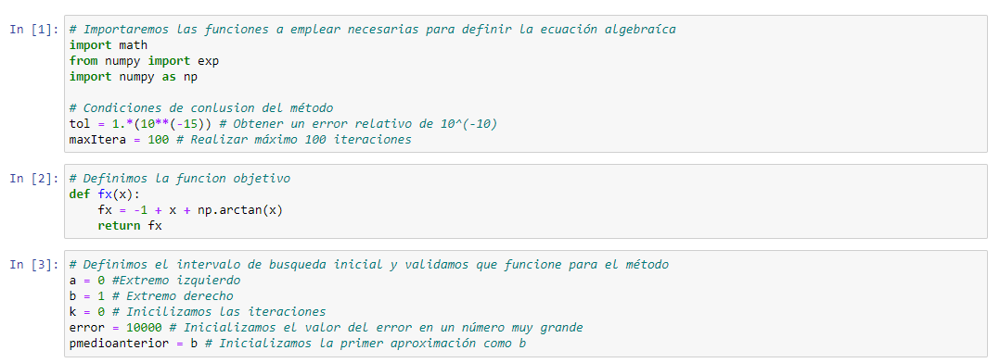 In [1]: # Importaremos las funciones a emplear necesarias para definir la ecuación algebraíca
import math
from numpy import exp
import numpy as np
# Condiciones de conlusion del método
tol = 1.*(10**(-15)) # Obtener un error relativo de 10^(-10)
maxItera = 100 # Realizar máximo 100 iteraciones
In [2]: # Definimos la funcion objetivo
def fx(x):
    fx = -1 + x + np.arctan(x)
    return fx
In [3]: # Definimos el intervalo de busqueda inicial y validamos que funcione para el método
a = 0 #Extremo izquierdo
b = 1 # Extremo derecho
k = 0 # Inicilizamos las iteraciones
error = 10000 # Inicializamos el valor del error en un número muy grande
pmedioanterior = b # Inicializamos la primer aproximación como b